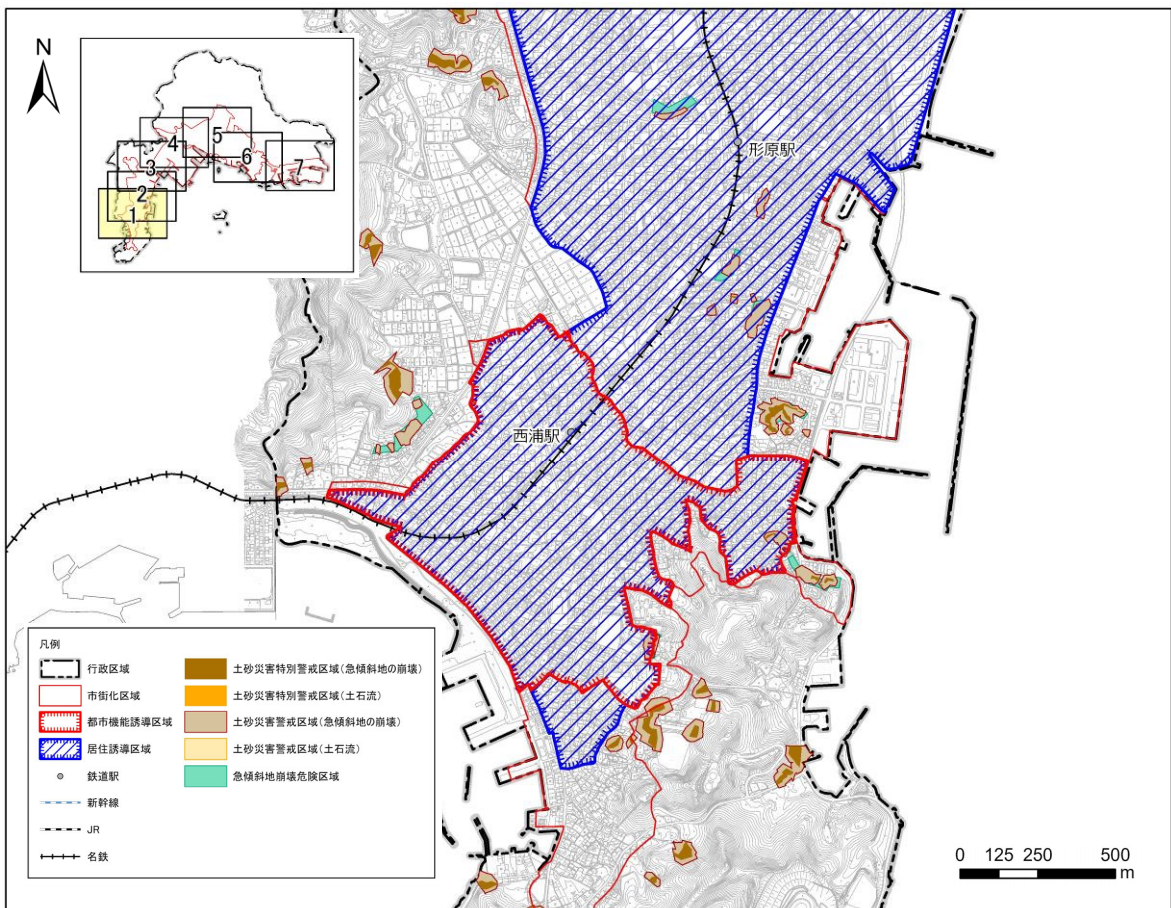 N
5
4
6
3
7
2
1
形原駅
西浦駅
凡例
行政区域
市街化区域
都市機能誘導区域
居住誘導区域
鉄道駅
新幹線
JR
名鉄
土砂災害特別警戒区域(急傾斜地の崩壊)
土砂災害特別警戒区域(土石流)
土砂災害警戒区域(急傾斜地の崩壊)
土砂災害警戒区域(土石流)
急傾斜地崩壊危険区域
0 125 250 500
m